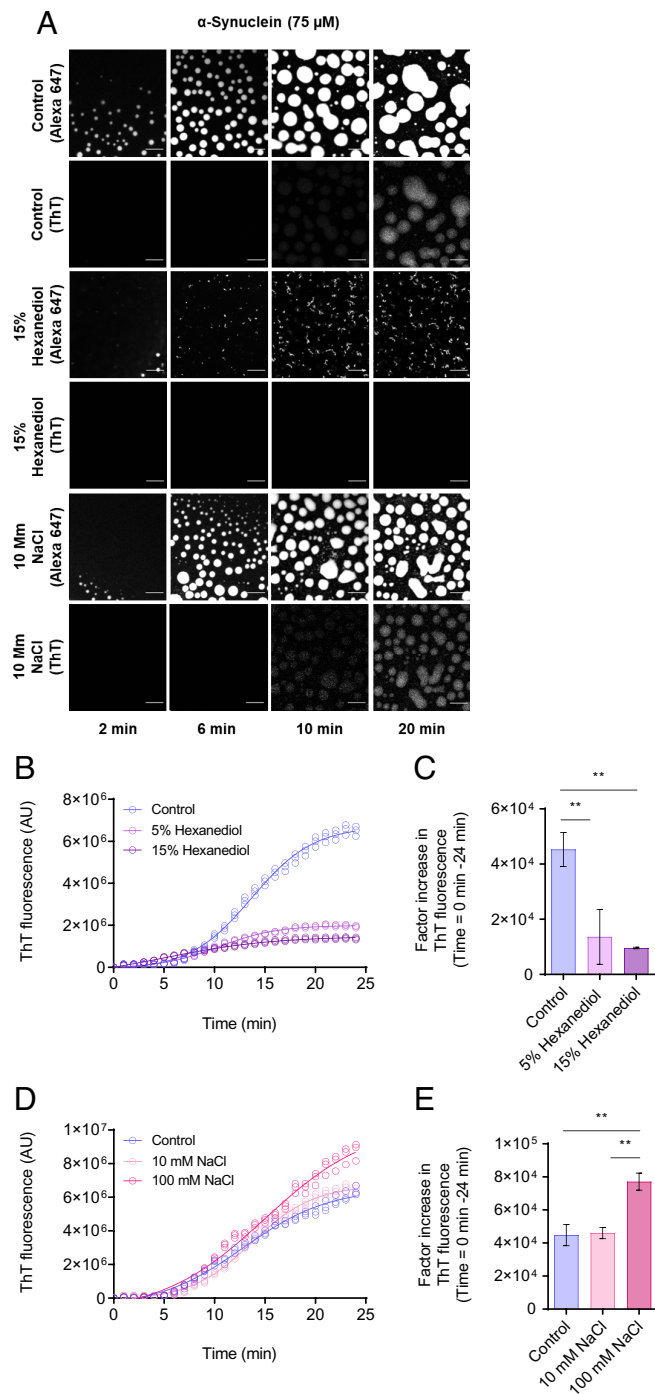 A
α-Synuclein (75 µM)
Control
(Alexa 647)
Control
(ThT)
15%
Hexanediol
(Alexa 647)
15%
Hexanediol
(ThT)
10 Mm
NaCl
(Alexa 647)
10 Mm
NaCl
(ThT)
2 min 6 min 10 min 20 min
B
ThT fluorescence (AU)
8×10⁶
6×10⁶
4×10⁶
2×10⁶
0
Control
5% Hexanediol
15% Hexanediol
0 5 10 15 20 25
Time (min)
C
Factor increase in
ThT fluorescence
(Time = 0 min -24 min)
6×10⁴
4×10⁴
2×10⁴
0
**
**
Control
5% Hexanediol
15% Hexanediol
D
ThT fluorescence (AU)
1×10⁷
8×10⁶
6×10⁶
4×10⁶
2×10⁶
0
Control
10 mM NaCl
100 mM NaCl
0 5 10 15 20 25
Time (min)
E
Factor increase in
ThT fluorescence
(Time = 0 min -24 min)
1×10⁵
8×10⁴
6×10⁴
4×10⁴
2×10⁴
0
**
**
Control
10 mM NaCl
100 mM NaCl